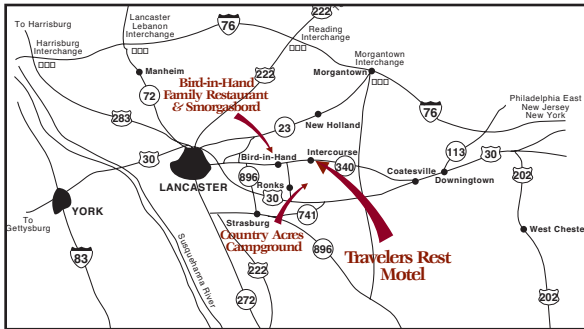 222
To Harrisburg
Lancaster
Lebanon
Interchange
76
Reading
Interchange
Harrisburg
Interchange
Morgantown
Interchange
Manheim
222
Morgantown
Bird-in-Hand
Family Restaurant
& Smorgasbord
72
76
Philadelphia East
New Jersey
New York
283
23
New Holland
30
Intercourse
113
30
Bird-in-Hand
340
Coatesville
Downingtown
LANCASTER
896
Ronks
30
202
YORK
Strasburg
741
To
Gettysburg
Country Acres
Campground
West Chester
896
Travelers Rest
Motel
83
Susquehanna River
222
272
202